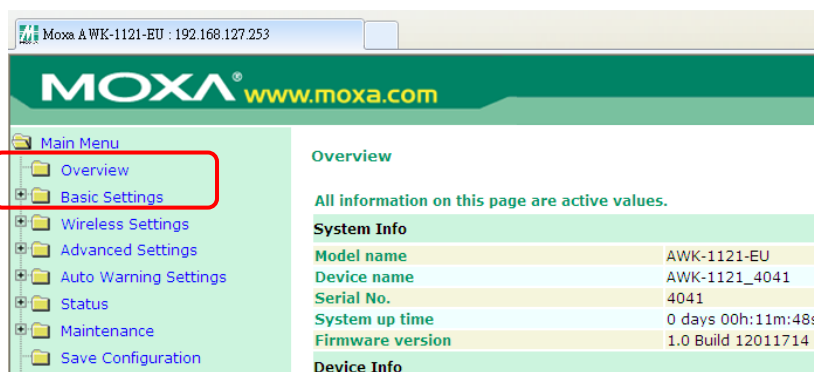 Moxa AWK-1121-EU : 192.168.127.253
MOXA® www.moxa.com
Main Menu
Overview
Basic Settings
Wireless Settings
Advanced Settings
Auto Warning Settings
Status
Maintenance
Save Configuration
Overview
All information on this page are active values.
System Info
Model name AWK-1121-EU
Device name AWK-1121_4041
Serial No. 4041
System up time 0 days 00h:11m:48s
Firmware version 1.0 Build 12011714
Device Info